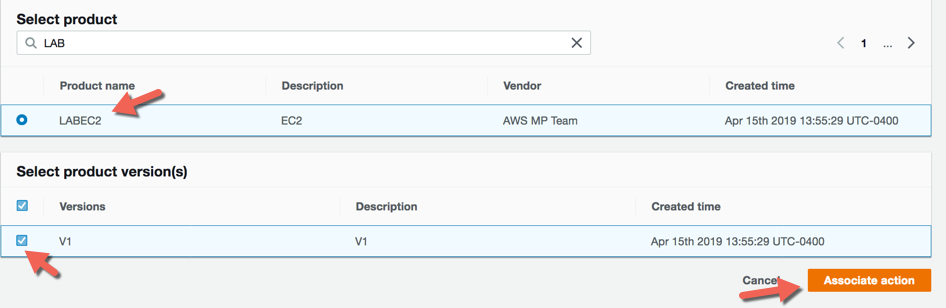 Select product
LAB
1 ...
Product name Description Vendor Created time
LABEC2 EC2 AWS MP Team Apr 15th 2019 13:55:29 UTC-0400
Select product version(s)
Versions Description Created time
V1 V1 Apr 15th 2019 13:55:29 UTC-0400
Cancel Associate action